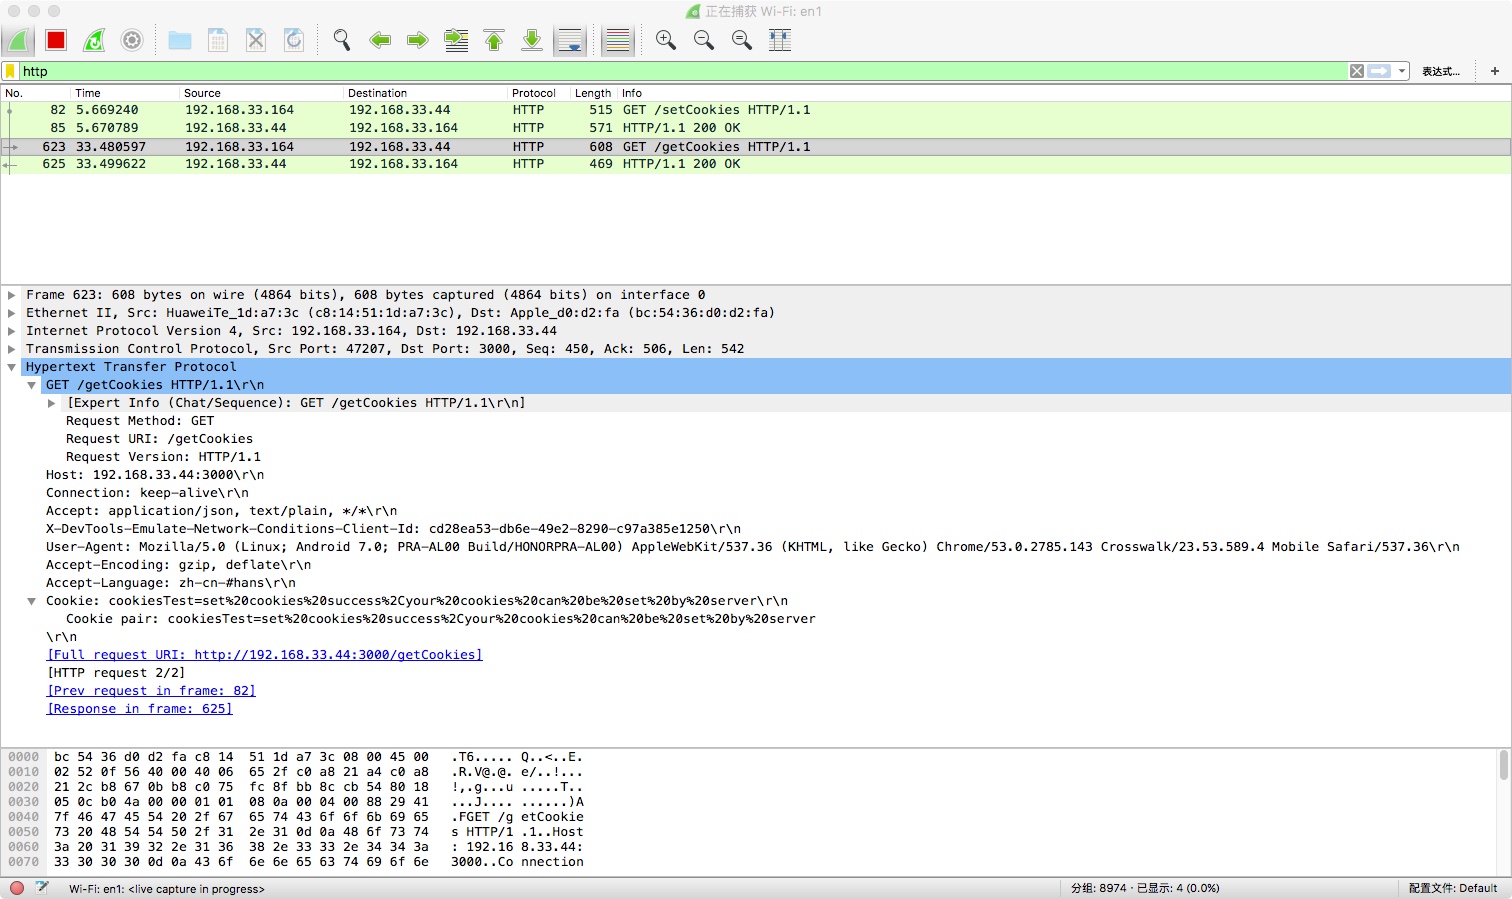 正在捕获 Wi-Fi: en1
http 表达式… +
No. Time Source Destination Protocol Length Info
82 5.669240 192.168.33.164 192.168.33.44 HTTP 515 GET /setCookies HTTP/1.1
85 5.670789 192.168.33.44 192.168.33.164 HTTP 571 HTTP/1.1 200 OK
623 33.480597 192.168.33.164 192.168.33.44 HTTP 608 GET /getCookies HTTP/1.1
625 33.499622 192.168.33.44 192.168.33.164 HTTP 469 HTTP/1.1 200 OK
Frame 623: 608 bytes on wire (4864 bits), 608 bytes captured (4864 bits) on interface 0
Ethernet II, Src: HuaweiTe_1d:a7:3c (c8:14:51:1d:a7:3c), Dst: Apple_d0:d2:fa (bc:54:36:d0:d2:fa)
Internet Protocol Version 4, Src: 192.168.33.164, Dst: 192.168.33.44
Transmission Control Protocol, Src Port: 47207, Dst Port: 3000, Seq: 450, Ack: 506, Len: 542
Hypertext Transfer Protocol
GET /getCookies HTTP/1.1\r\n
[Expert Info (Chat/Sequence): GET /getCookies HTTP/1.1\r\n]
Request Method: GET
Request URI: /getCookies
Request Version: HTTP/1.1
Host: 192.168.33.44:3000\r\n
Connection: keep-alive\r\n
Accept: application/json, text/plain, */*\r\n
X-DevTools-Emulate-Network-Conditions-Client-Id: cd28ea53-db6e-49e2-8290-c97a385e1250\r\n
User-Agent: Mozilla/5.0 (Linux; Android 7.0; PRA-AL00 Build/HONORPRA-AL00) AppleWebKit/537.36 (KHTML, like Gecko) Chrome/53.0.2785.143 Crosswalk/23.53.589.4 Mobile Safari/537.36\r\n
Accept-Encoding: gzip, deflate\r\n
Accept-Language: zh-cn-#hans\r\n
Cookie: cookiesTest=set%20cookies%20success%2Cyour%20cookies%20can%20be%20set%20by%20server\r\n
Cookie pair: cookiesTest=set%20cookies%20success%2Cyour%20cookies%20can%20be%20set%20by%20server
\r\n
[Full request URI: http://192.168.33.44:3000/getCookies]
[HTTP request 2/2]
[Prev request in frame: 82]
[Response in frame: 625]
0000 bc 54 36 d0 d2 fa c8 14 51 1d a7 3c 08 00 45 00 .T6..... Q..<..E.
0010 02 52 0f 56 40 00 40 06 65 2f c0 a8 21 a4 c0 a8 .R.V@.@. e/..!...
0020 21 2c b8 67 0b b8 c0 75 fc 8f bb 8c cb 54 80 18 !,.g...u .....T..
0030 05 0c b0 4a 00 00 01 01 08 0a 00 04 00 88 29 41 ...J.... ......)A
0040 7f 46 47 45 54 20 2f 67 65 74 43 6f 6f 6b 69 65 .FGET /g etCookie
0050 73 20 48 54 54 50 2f 31 2e 31 0d 0a 48 6f 73 74 s HTTP/1 .1..Host
0060 3a 20 31 39 32 2e 31 36 38 2e 33 33 2e 34 34 3a : 192.16 8.33.44:
0070 33 30 30 30 0d 0a 43 6f 6e 6e 65 63 74 69 6f 6e 3000..Co nnection
Wi-Fi: en1: <live capture in progress> 分组: 8974 · 已显示: 4 (0.0%) 配置文件: Default